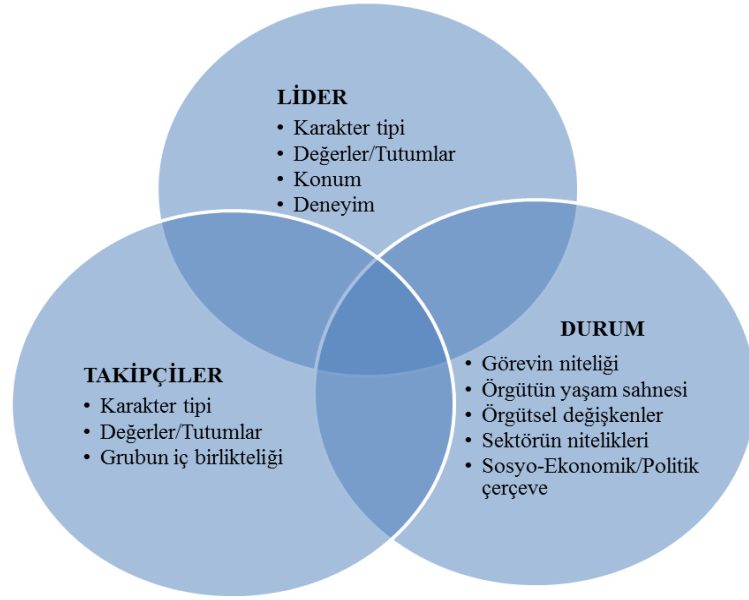 LİDER
• Karakter tipi
• Değerler/Tutumlar
• Konum
• Deneyim
TAKİPÇİLER
• Karakter tipi
• Değerler/Tutumlar
• Grubun iç birlikteliği
DURUM
• Görevin niteliği
• Örgütün yaşam sahnesi
• Örgütsel değişkenler
• Sektörün nitelikleri
• Sosyo-Ekonomik/Politik
çerçeve